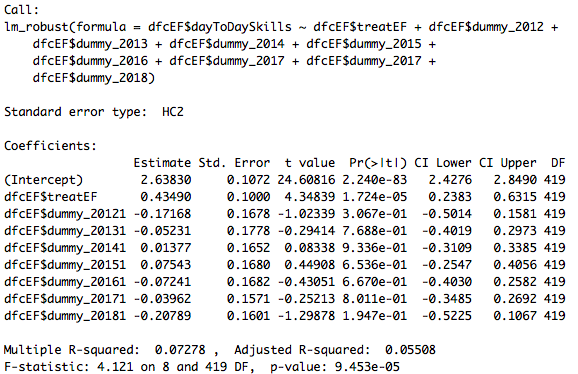 Call:
lm_robust(formula = dfcEF$dayToDaySkills ~ dfcEF$treatEF + dfcEF$dummy_2012 +
    dfcEF$dummy_2013 + dfcEF$dummy_2014 + dfcEF$dummy_2015 +
    dfcEF$dummy_2016 + dfcEF$dummy_2017 + dfcEF$dummy_2017 +
    dfcEF$dummy_2018)
Standard error type:  HC2
Coefficients:
                 Estimate Std. Error  t value  Pr(>|t|) CI Lower CI Upper  DF
(Intercept)       2.63830     0.1072 24.60816 2.240e-83   2.4276   2.8490 419
dfcEF$treatEF     0.43490     0.1000  4.34839 1.724e-05   0.2383   0.6315 419
dfcEF$dummy_20121 -0.17168     0.1678 -1.02339 3.067e-01  -0.5014   0.1581 419
dfcEF$dummy_20131 -0.05231     0.1778 -0.29414 7.688e-01  -0.4019   0.2973 419
dfcEF$dummy_20141  0.01377     0.1652  0.08338 9.336e-01  -0.3109   0.3385 419
dfcEF$dummy_20151  0.07543     0.1680  0.44908 6.536e-01  -0.2547   0.4056 419
dfcEF$dummy_20161 -0.07241     0.1682 -0.43051 6.670e-01  -0.4030   0.2582 419
dfcEF$dummy_20171 -0.03962     0.1571 -0.25213 8.011e-01  -0.3485   0.2692 419
dfcEF$dummy_20181 -0.20789     0.1601 -1.29878 1.947e-01  -0.5225   0.1067 419
Multiple R-squared:  0.07278 ,  Adjusted R-squared:  0.05508
F-statistic: 4.121 on 8 and 419 DF,  p-value: 9.453e-05